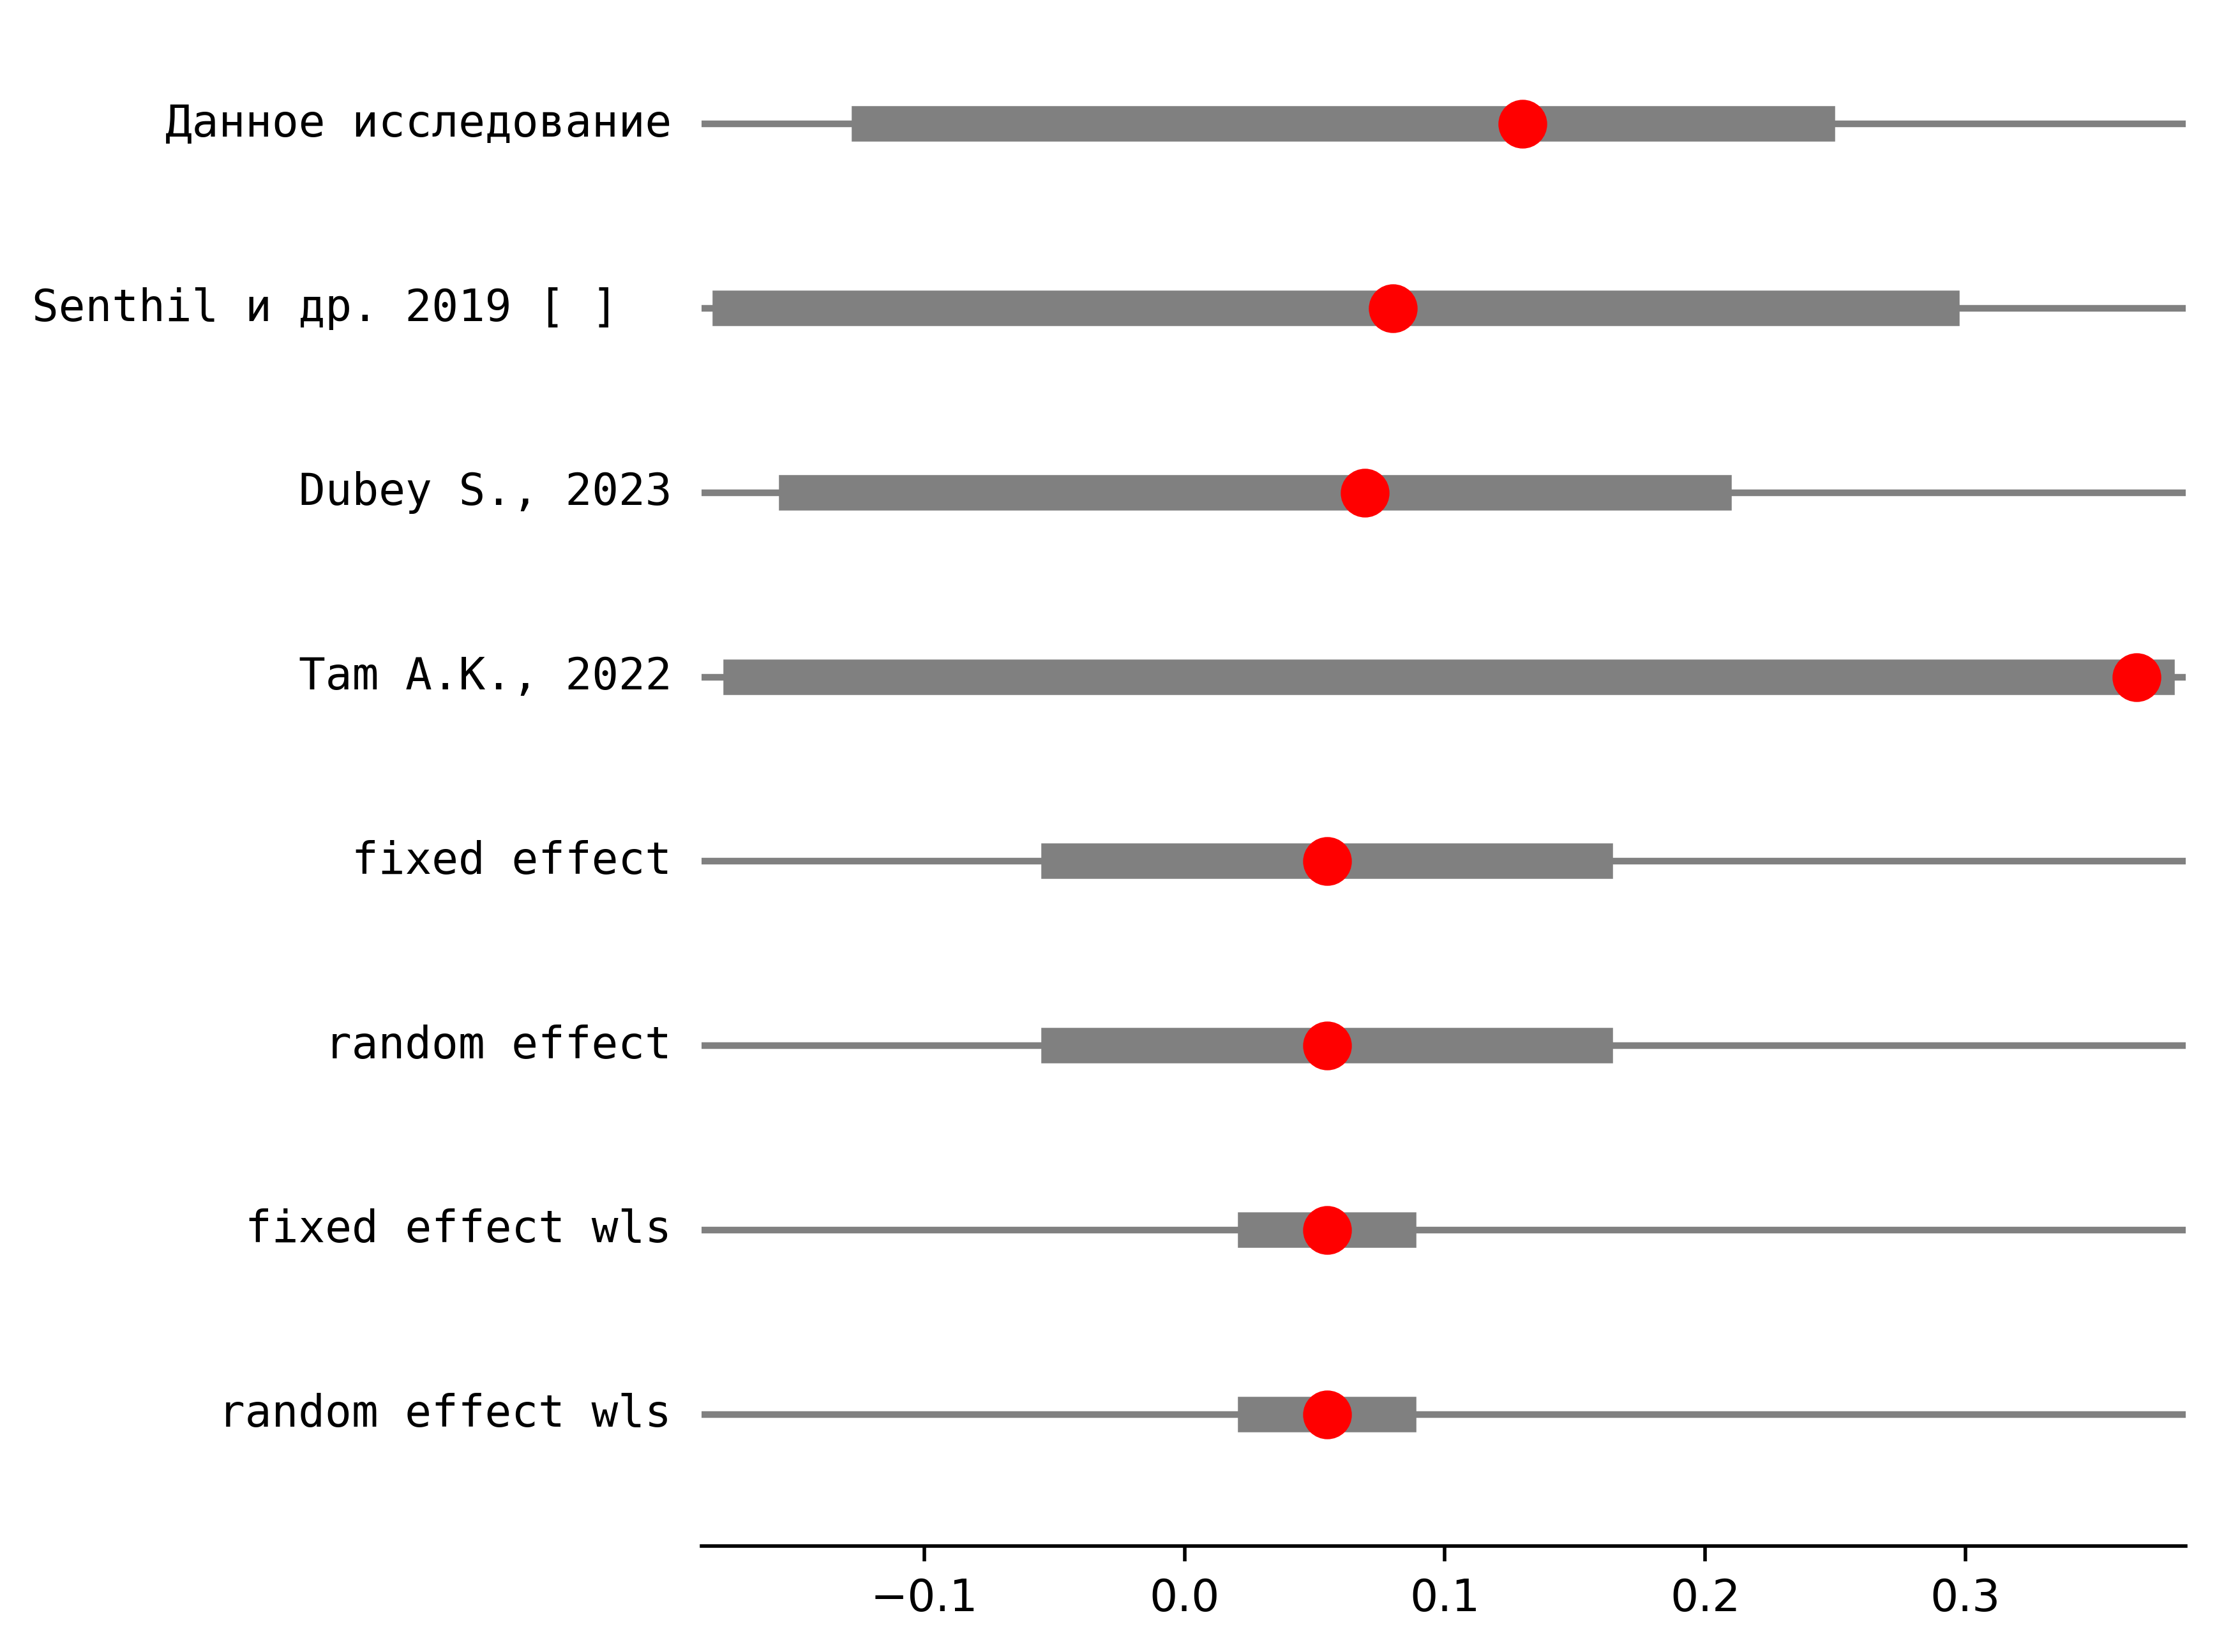 Данное исследование
Senthil и др. 2019 [ ]
Dubey S., 2023
Tam A.K., 2022
fixed effect
random effect
fixed effect wls
random effect wls
−0.1 0.0 0.1 0.2 0.3